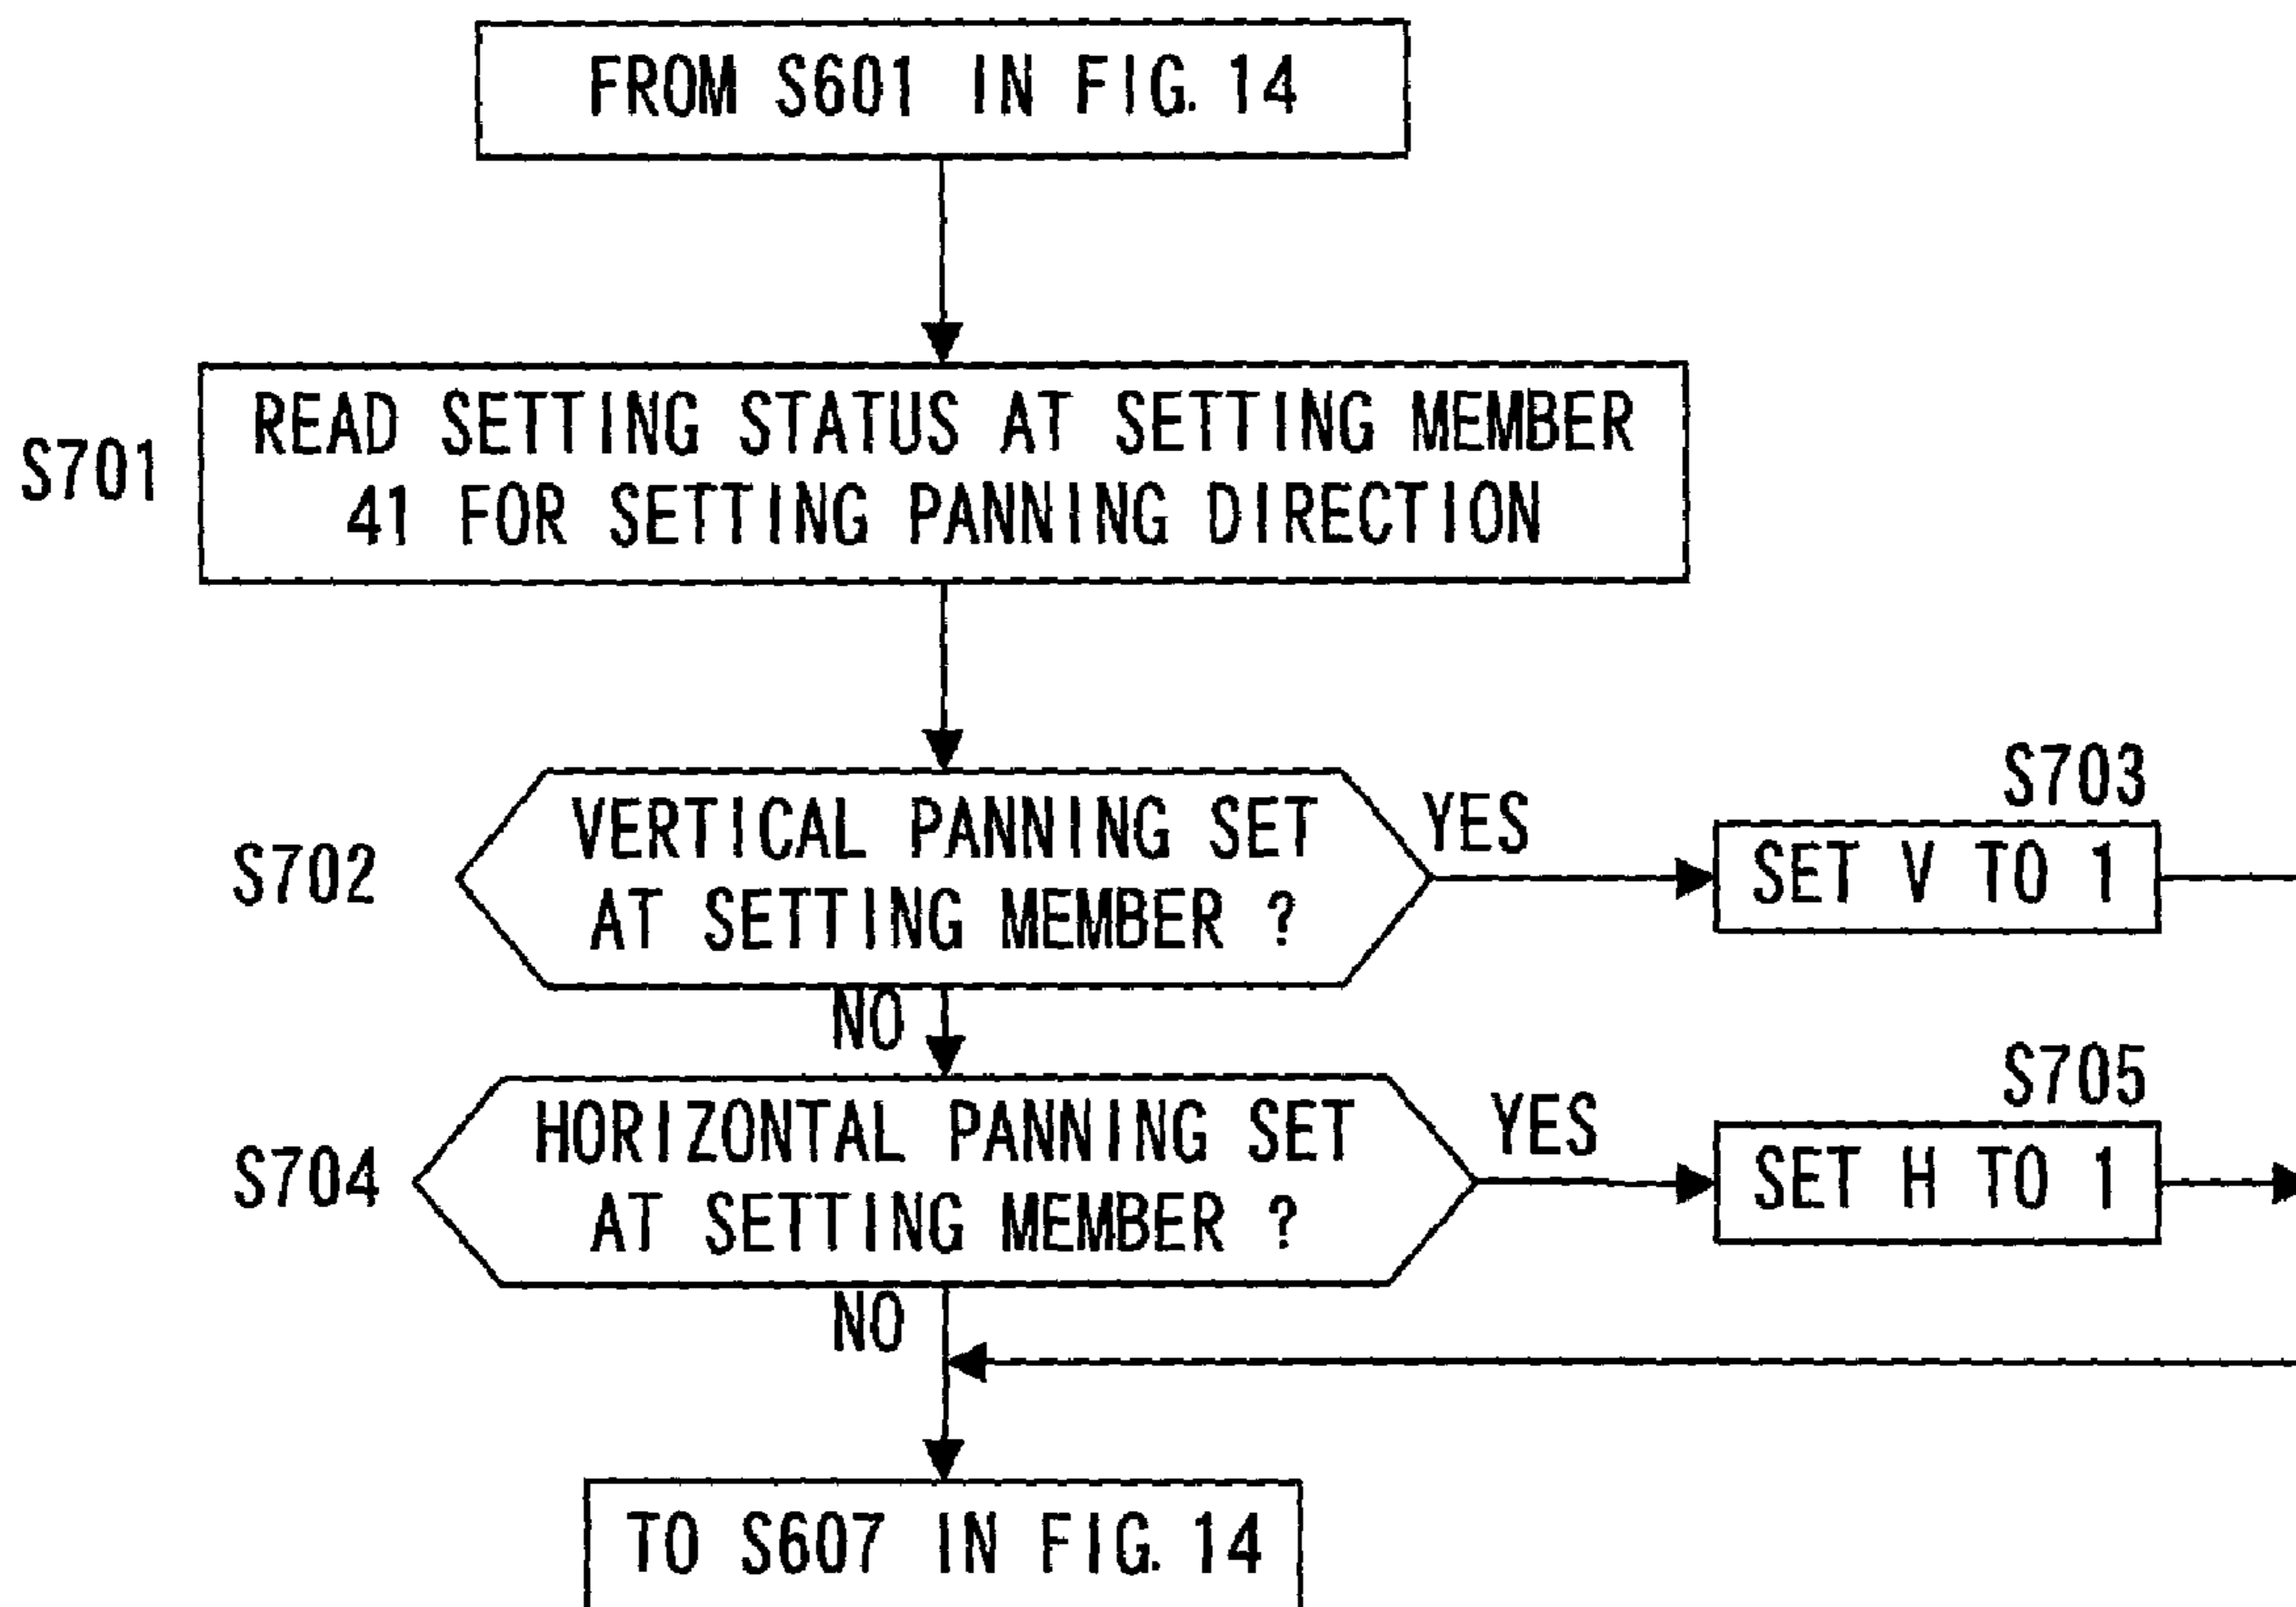 FROM S601 IN FIG. 14
S701
READ SETTING STATUS AT SETTING MEMBER
41 FOR SETTING PANNING DIRECTION
S702
VERTICAL PANNING SET
AT SETTING MEMBER ?
YES
S703
SET V TO 1
NO
S704
HORIZONTAL PANNING SET
AT SETTING MEMBER ?
YES
S705
SET H TO 1
NO
TO S607 IN FIG. 14